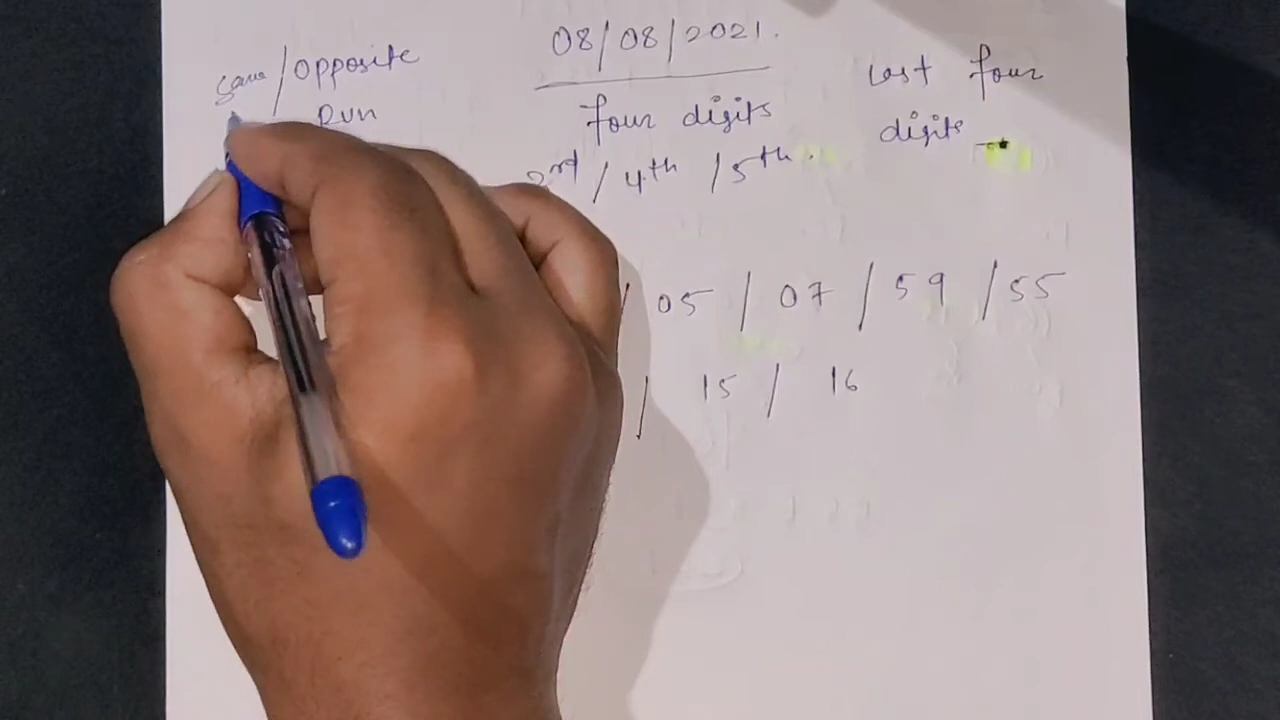 08/08/2021.
same/opposite
Run
four digits
3rd/4th/5th.
Last four
digits
/05/07/59/55
/ 15/ 16